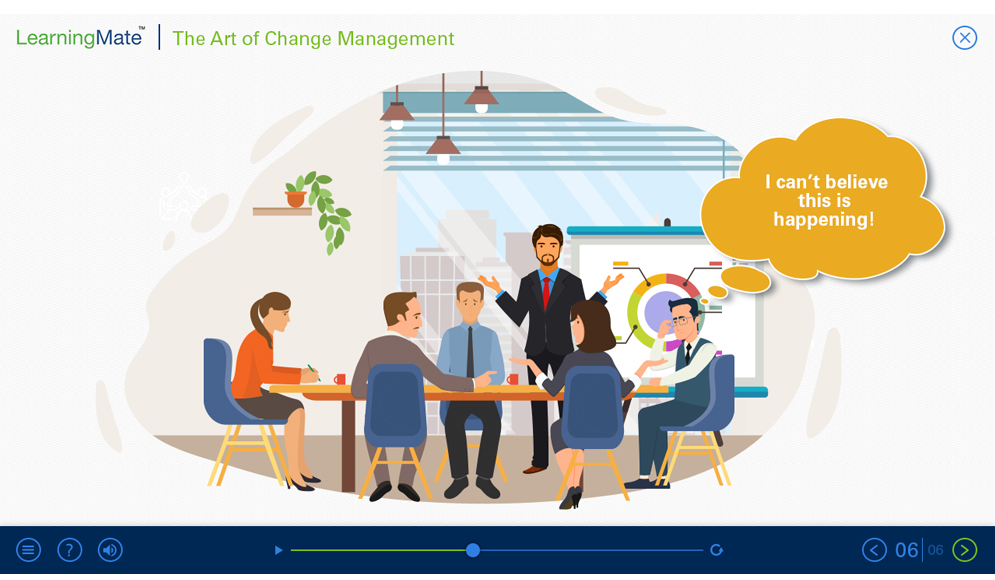 LearningMate™ The Art of Change Management
I can't believe
this is
happening!
06 06